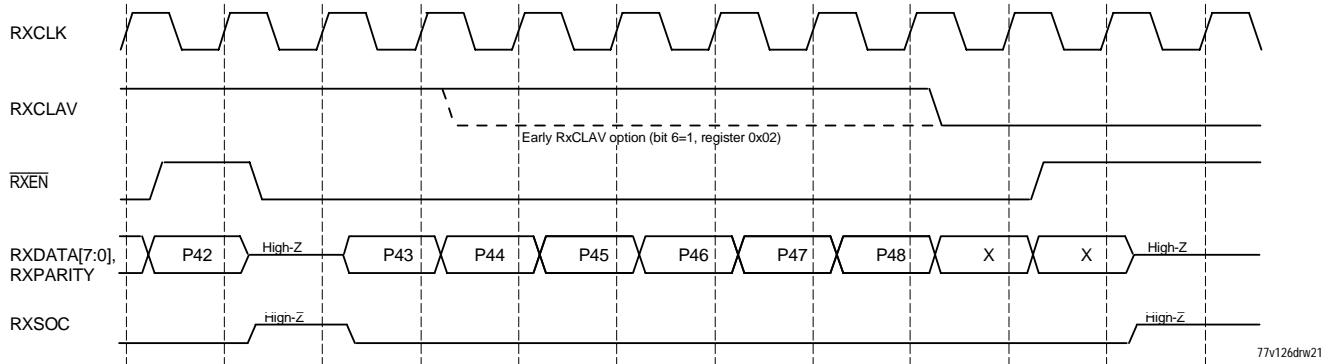 RXCLK
RXCLAV
Early RxCLAV option (bit 6=1, register 0x02)
RXEN
RXDATA[7:0],
RXPARITY
P42 High-Z P43 P44 P45 P46 P47 P48 X X High-Z
RXSOC
High-Z High-Z
77v126drw21